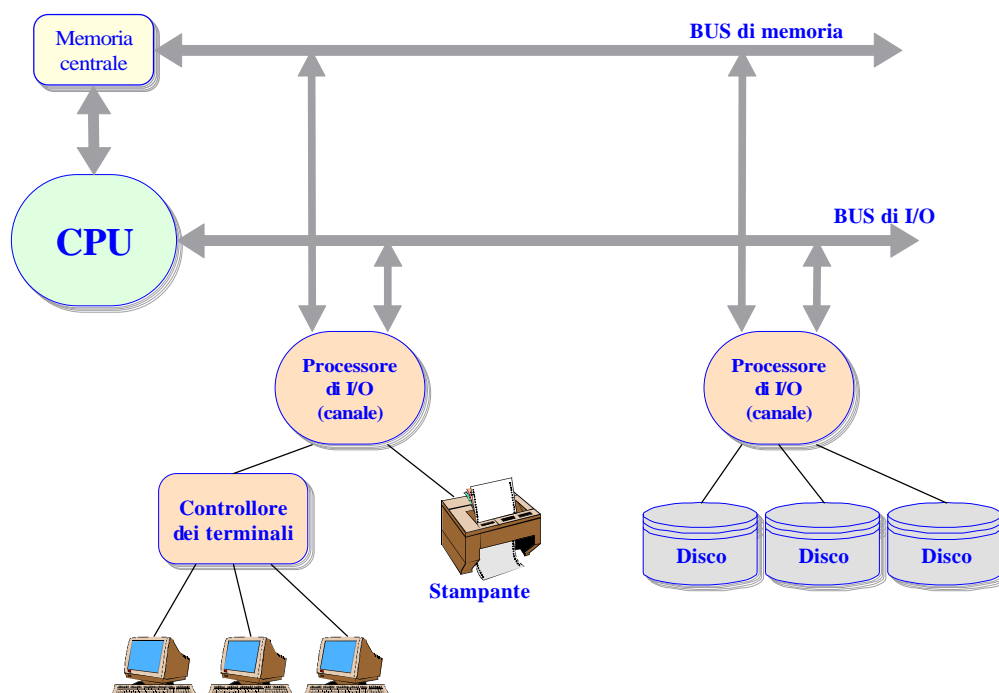 Memoria
centrale
BUS di memoria
CPU
BUS di I/O
Processore
di I/O
(canale)
Processore
di I/O
(canale)
Controllore
dei terminali
Stampante
Disco
Disco
Disco